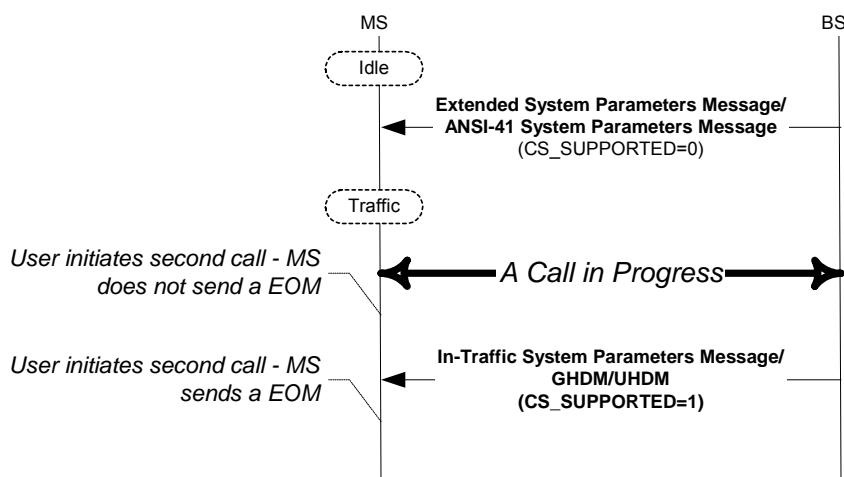 MS
BS
Idle
Extended System Parameters Message/
ANSI-41 System Parameters Message
(CS_SUPPORTED=0)
Traffic
User initiates second call - MS
does not send a EOM
A Call in Progress
User initiates second call - MS
sends a EOM
In-Traffic System Parameters Message/
GHDM/UHDM
(CS_SUPPORTED=1)